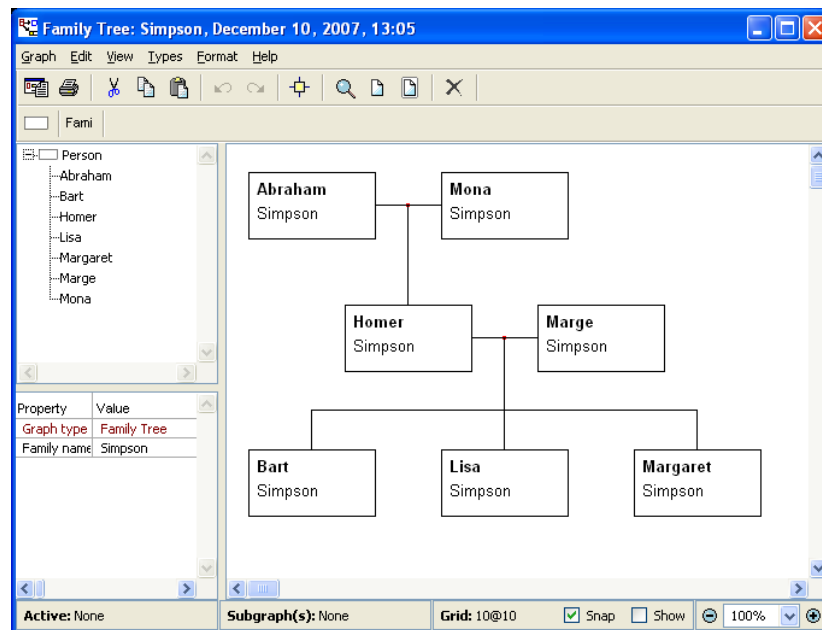 Family Tree: Simpson, December 10, 2007, 13:05
Graph Edit View Types Format Help
Fami
Person
Abraham
Bart
Homer
Lisa
Margaret
Marge
Mona
Property Value
Graph type Family Tree
Family name Simpson
Abraham
Simpson
Mona
Simpson
Homer
Simpson
Marge
Simpson
Bart
Simpson
Lisa
Simpson
Margaret
Simpson
Active: None Subgraph(s): None Grid: 10@10 Snap Show 100%